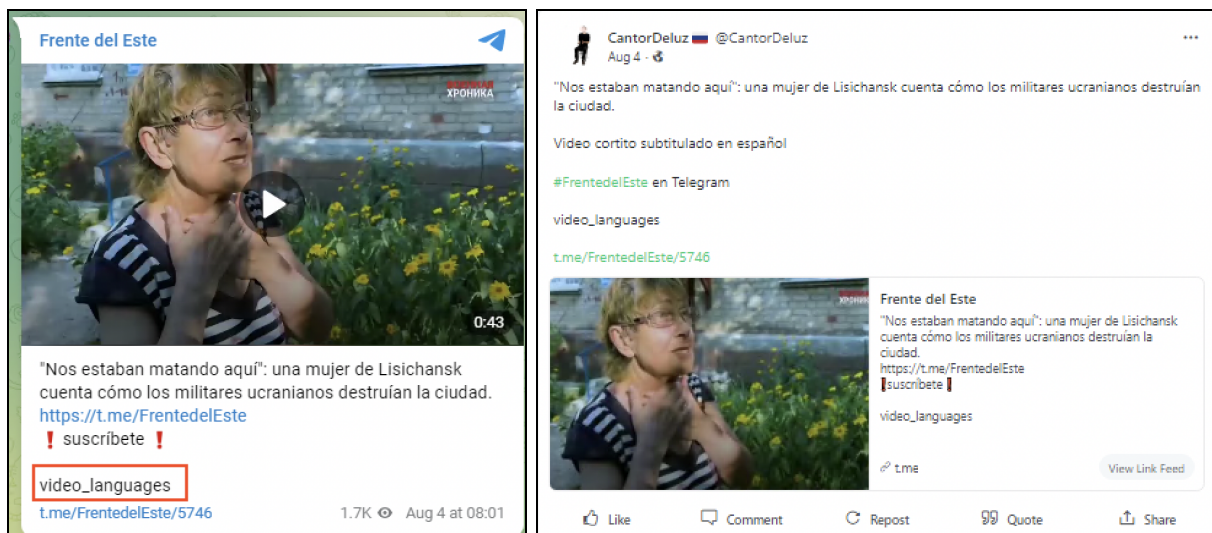 Frente del Este
ХРОНИКА
0:43
"Nos estaban matando aquí": una mujer de Lisichansk
cuenta cómo los militares ucranianos destruían la ciudad.
https://t.me/FrentedelEste
❗ suscríbete ❗
video_languages
t.me/FrentedelEste/5746
1.7K Aug 4 at 08:01
CantorDeluz 🇷🇺 @CantorDeluz
Aug 4 ·
"Nos estaban matando aquí": una mujer de Lisichansk cuenta cómo los militares ucranianos destruían
la ciudad.
Video cortito subtitulado en español
#FrentedelEste en Telegram
video_languages
t.me/FrentedelEste/5746
ХРОНИКА
Frente del Este
"Nos estaban matando aquí": una mujer de Lisichansk
cuenta cómo los militares ucranianos destruían la
ciudad.
https://t.me/FrentedelEste
❗suscríbete ❗
video_languages
t.me
View Link Feed
Like Comment Repost Quote Share